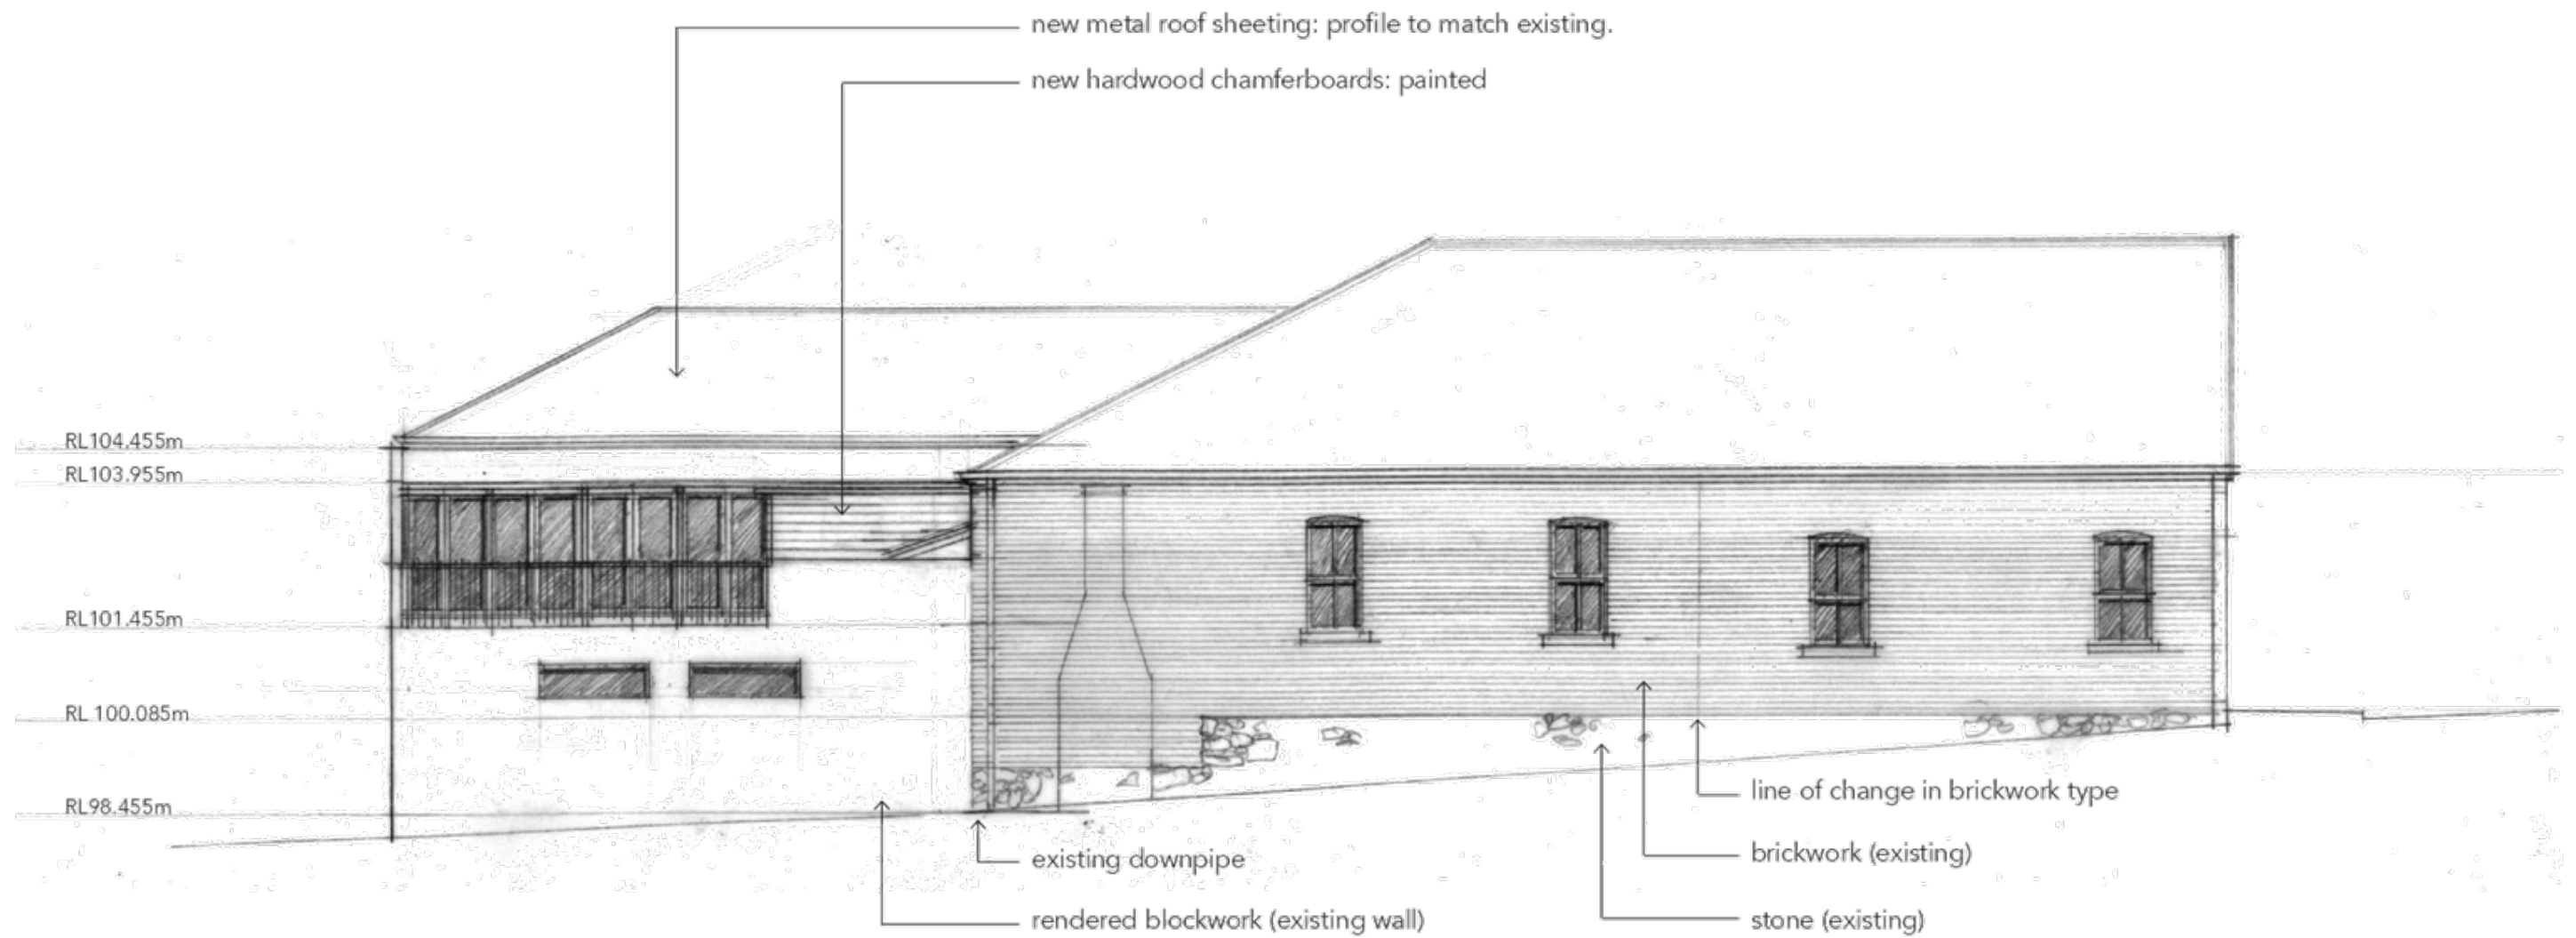 new metal roof sheeting: profile to match existing.
new hardwood chamferboards: painted
RL104.455m
RL103.955m
RL101.455m
RL 100.085m
RL98.455m
line of change in brickwork type
existing downpipe
brickwork (existing)
rendered blockwork (existing wall)
stone (existing)